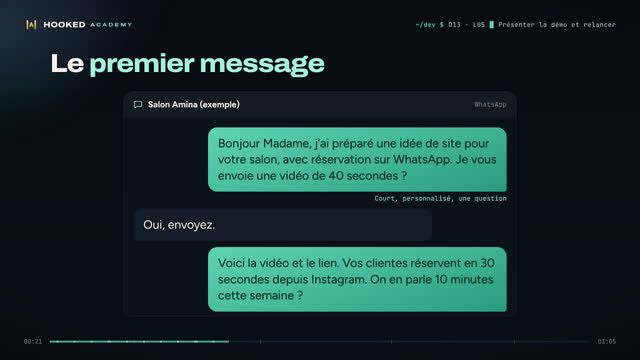 HOOKED ACADEMY
~/dev $ D13 · L05 Présenter la démo et relancer
Le premier message
Salon Amina (exemple)
WhatsApp
Bonjour Madame, j'ai préparé une idée de site pour
votre salon, avec réservation sur WhatsApp. Je vous
envoie une vidéo de 40 secondes ?
Court, personnalisé, une question
Oui, envoyez.
Voici la vidéo et le lien. Vos clientes réservent en 30
secondes depuis Instagram. On en parle 10 minutes
cette semaine ?
00:21
01:05